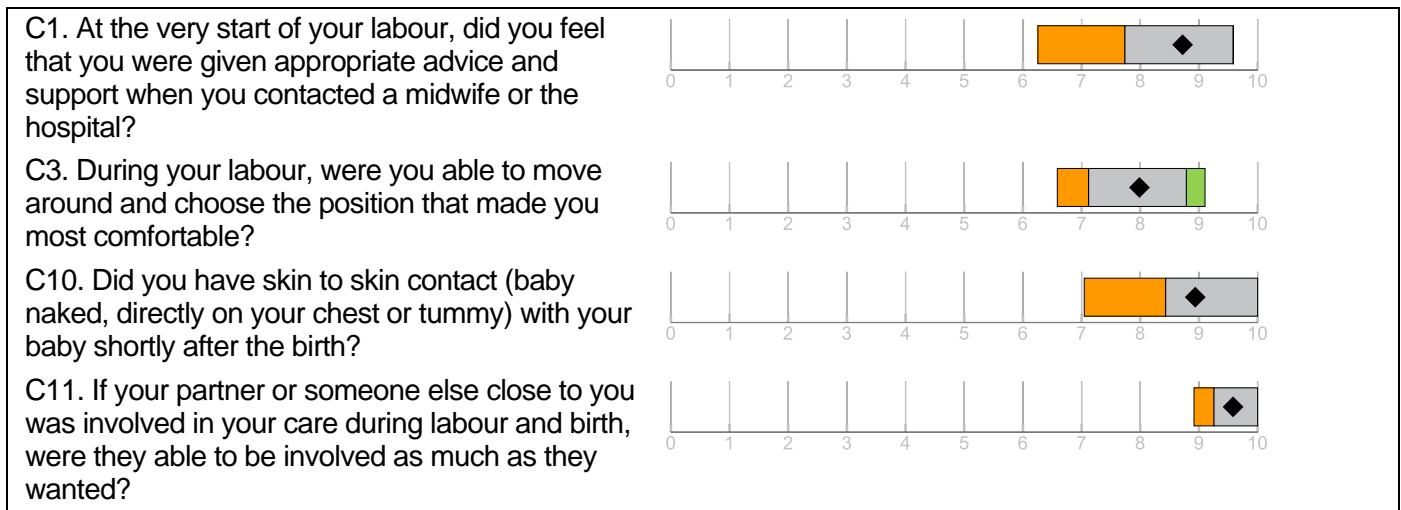 C1. At the very start of your labour, did you feel
that you were given appropriate advice and
support when you contacted a midwife or the
hospital?
0 1 2 3 4 5 6 7 8 9 10
C3. During your labour, were you able to move
around and choose the position that made you
most comfortable?
0 1 2 3 4 5 6 7 8 9 10
C10. Did you have skin to skin contact (baby
naked, directly on your chest or tummy) with your
baby shortly after the birth?
0 1 2 3 4 5 6 7 8 9 10
C11. If your partner or someone else close to you
was involved in your care during labour and birth,
were they able to be involved as much as they
wanted?
0 1 2 3 4 5 6 7 8 9 10